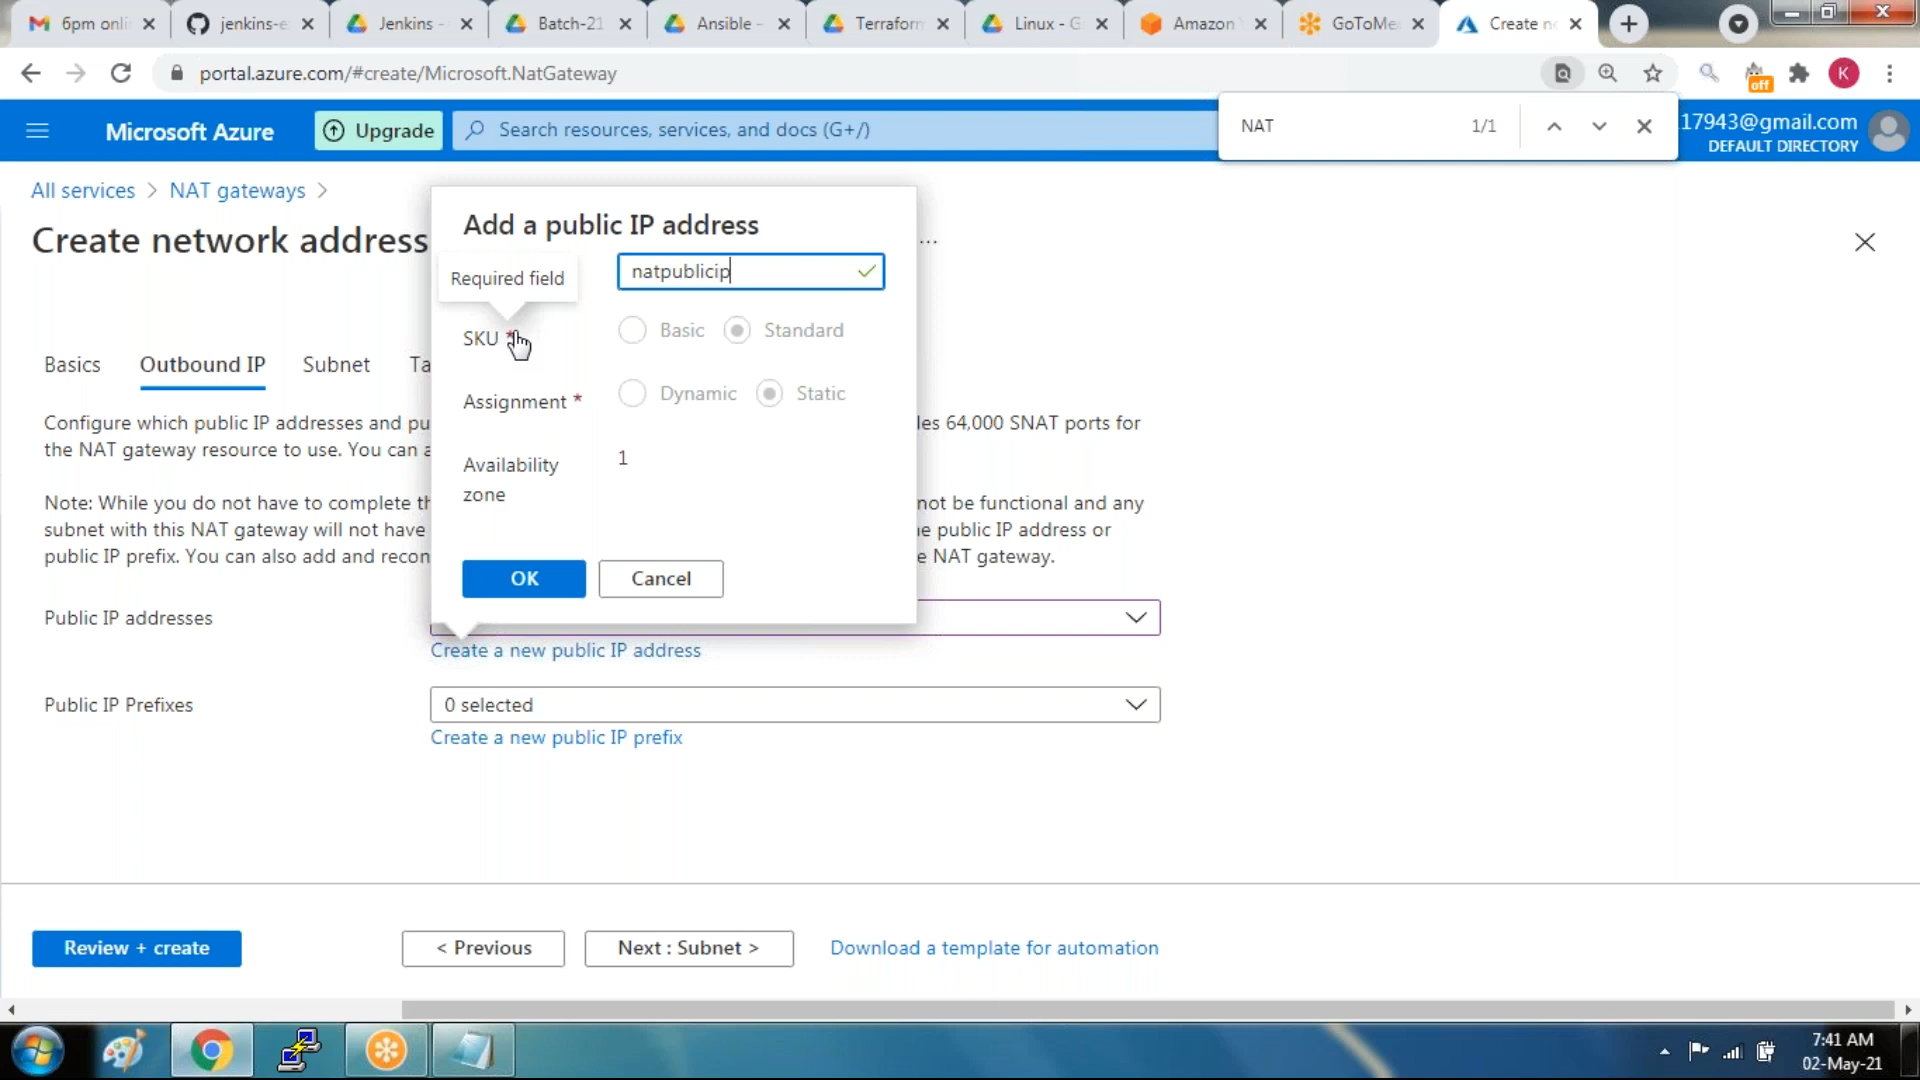 6pm onli
jenkins-e
Jenkins -
Batch-21
Ansible -
Terraform
Linux - G
Amazon
GoToMe
Create n
portal.azure.com/#create/Microsoft.NatGateway
off
K
Microsoft Azure
Upgrade
Search resources, services, and docs (G+/)
NAT
1/1
17943@gmail.com
DEFAULT DIRECTORY
All services > NAT gateways >
Create network address
...
Add a public IP address
Required field
natpublicip
SKU *
Basic
Standard
Assignment *
Dynamic
Static
Availability
zone
1
OK
Cancel
Basics
Outbound IP
Subnet
Ta
Configure which public IP addresses and pu
les 64,000 SNAT ports for
the NAT gateway resource to use. You can a
Note: While you do not have to complete th
not be functional and any
subnet with this NAT gateway will not have
e public IP address or
public IP prefix. You can also add and recon
e NAT gateway.
Public IP addresses
Create a new public IP address
Public IP Prefixes
0 selected
Create a new public IP prefix
Review + create
< Previous
Next : Subnet >
Download a template for automation
7:41 AM
02-May-21